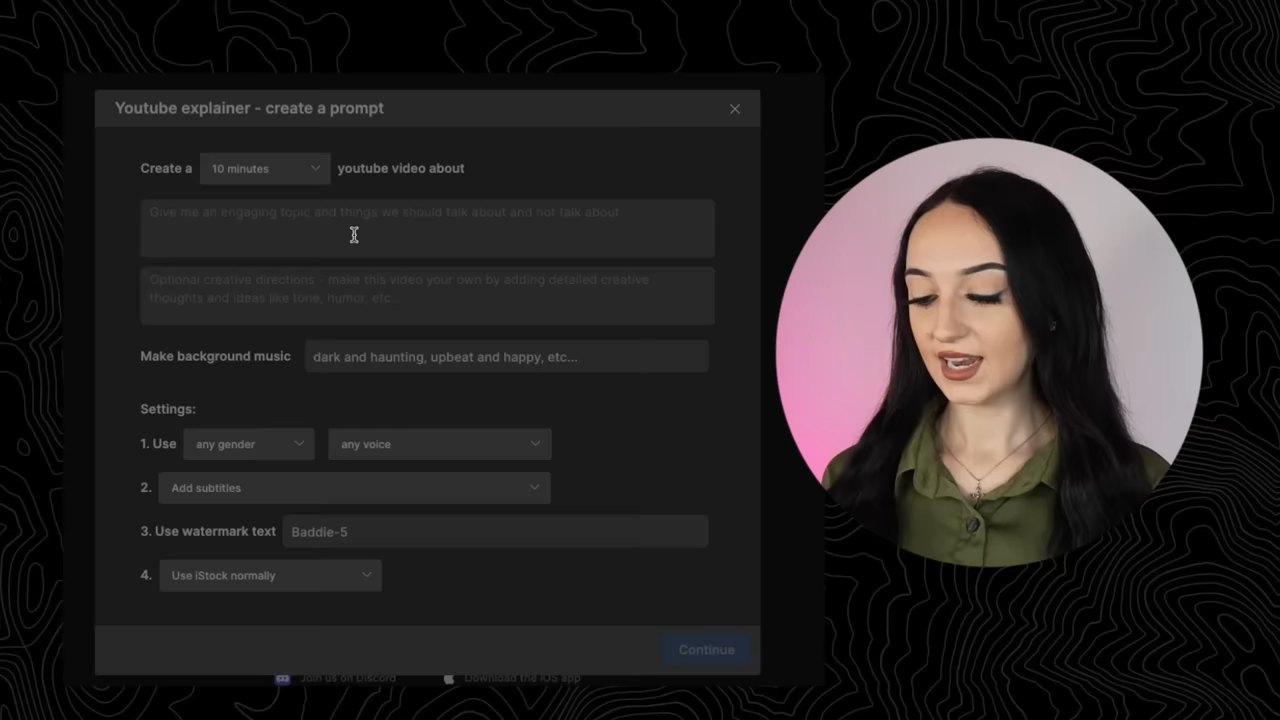 Youtube explainer - create a prompt
Create a 10 minutes youtube video about
Give me an engaging topic and things we should talk about and not talk about
Optional creative directions - make this video your own by adding detailed creative
thoughts and ideas like tone, humor, etc...
Make background music dark and haunting, upbeat and happy, etc...
Settings:
1. Use any gender any voice
2. Add subtitles
3. Use watermark text Baddie-5
4. Use iStock normally
Continue
Join us on Discord Download the iOS app